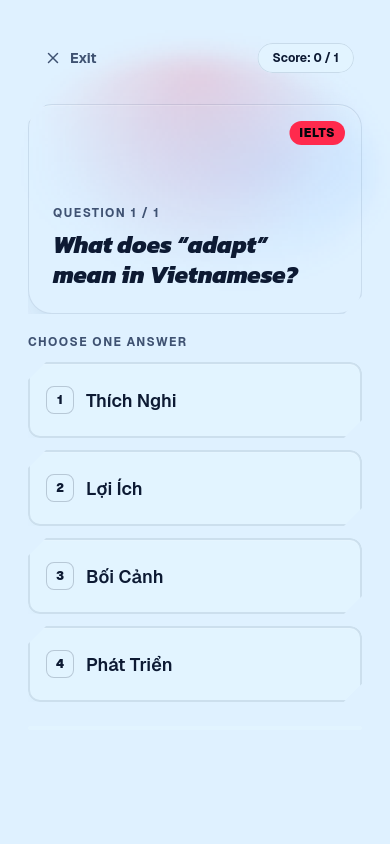 Exit
Score: 0 / 1
IELTS
QUESTION 1 / 1
What does “adapt”
mean in Vietnamese?
CHOOSE ONE ANSWER
1 Thích Nghi
2 Lợi Ích
3 Bối Cảnh
4 Phát Triển